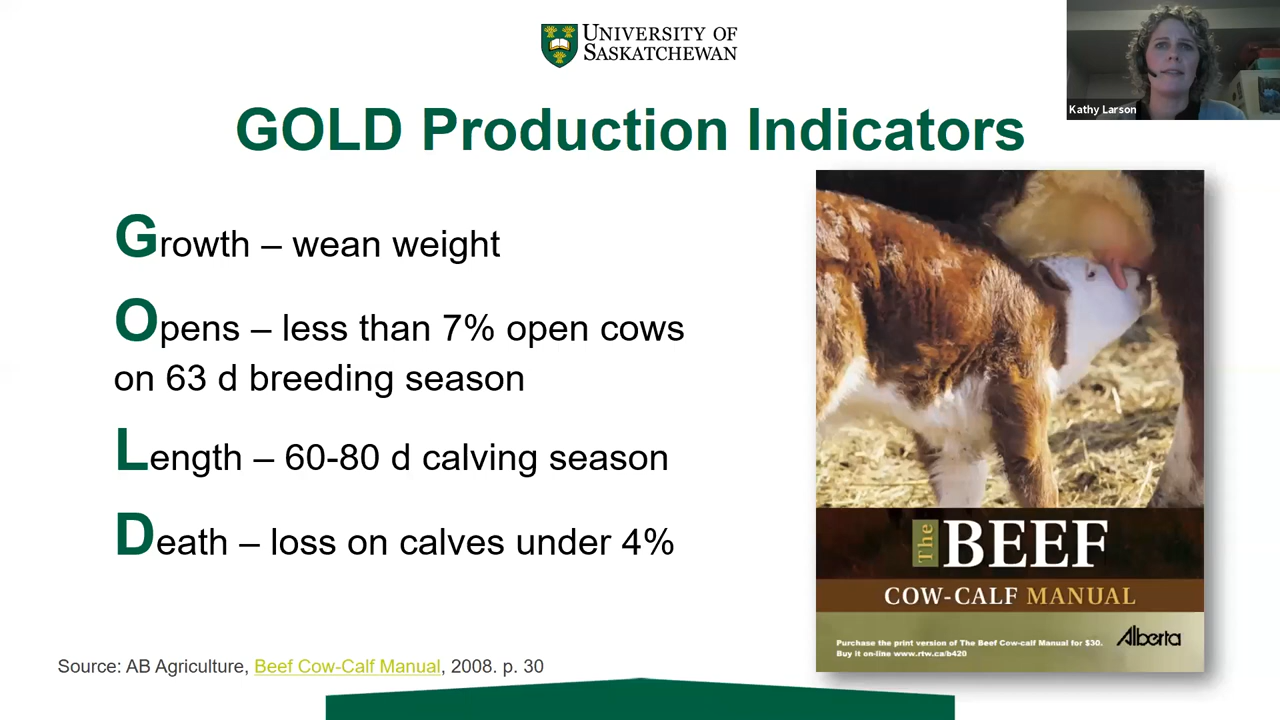 UNIVERSITY OF
SASKATCHEWAN
Kathy Larson
GOLD Production Indicators
Growth – wean weight
Opens – less than 7% open cows
on 63 d breeding season
Length – 60-80 d calving season
Death – loss on calves under 4%
The BEEF
COW-CALF MANUAL
Purchase the print version of The Beef Cow-calf Manual for $30.
Buy it on-line www.rtw.ca/b420
Alberta
Source: AB Agriculture, Beef Cow-Calf Manual, 2008. p. 30